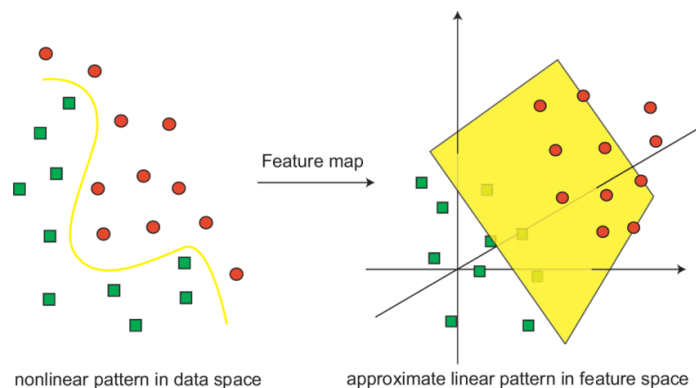 Feature map
nonlinear pattern in data space
approximate linear pattern in feature space